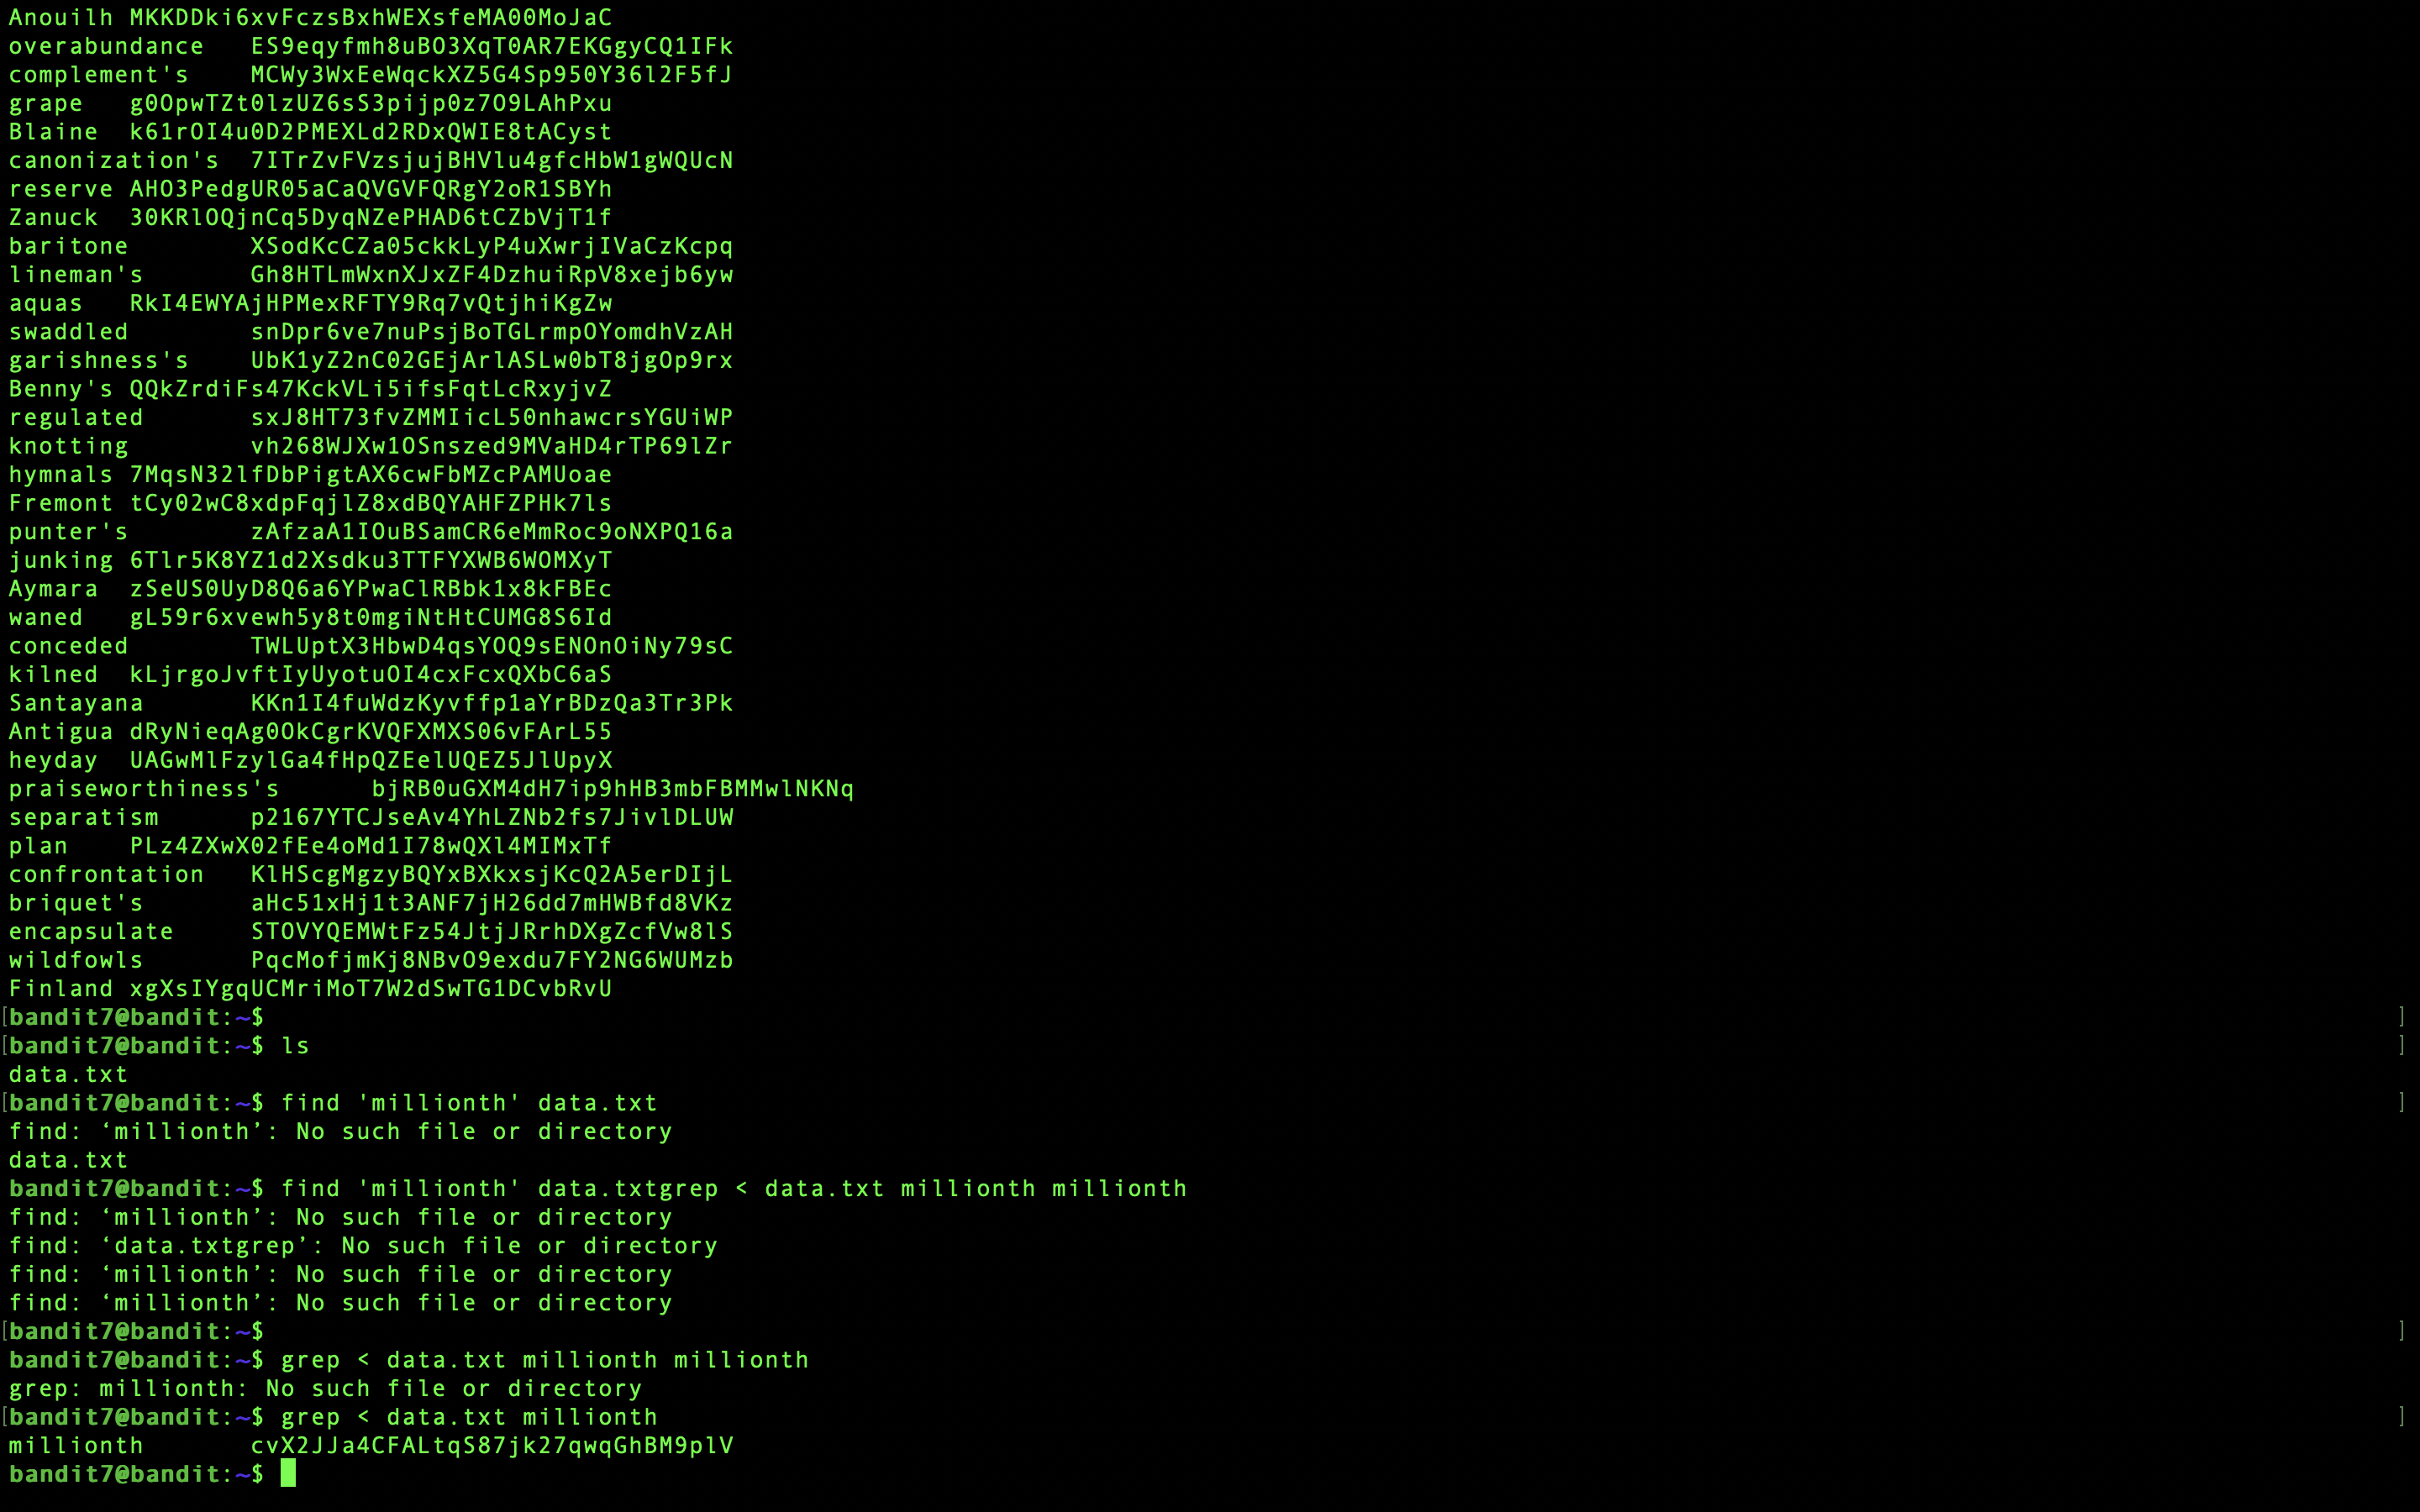 Anouilh MKKDDki6xvFczsBxhWEXsfeMA00MoJaC
overabundance ES9eqyfmh8uBO3XqT0AR7EKGgyCQ1IFk
complement's MCWy3WxEeWqckXZ5G4Sp950Y36l2F5fJ
grape g0OpwTZt0lzUZ6sS3pijp0z7O9LAhPxu
Blaine k61rOI4u0D2PMEXLd2RDxQWIE8tACyst
canonization's 7ITrZvFVzsjujBHVlu4gfcHbW1gWQUcN
reserve AHO3PedgUR05aCaQVGVFQRgY2oR1SBYh
Zanuck 30KRlOQjnCq5DyqNZePHAD6tCZbVjT1f
baritone XSodKcCZa05ckkLyP4uXwrjIVaCzKcpq
lineman's Gh8HTLmWxnXJxZF4DzhuiRpV8xejb6yw
aquas RkI4EWYAjHPMexRFTY9Rq7vQtjhiKgZw
swaddled snDpr6ve7nuPsjBoTGLrmpOYomdhVzAH
garishness's UbK1yZ2nC02GEjArlASLw0bT8jgOp9rx
Benny's QQkZrdiFs47KckVLi5ifsFqtLcRxyjvZ
regulated sxJ8HT73fvZMMIicL50nhawcrsYGUiWP
knotting vh268WJXw1OSnszed9MVaHD4rTP69lZr
hymnals 7MqsN32lfDbPigtAX6cwFbMZcPAMUoae
Fremont tCy02wC8xdpFqjlZ8xdBQYAHFZPHk7ls
punter's zAfzaA1IOuBSamCR6eMmRoc9oNXPQ16a
junking 6Tlr5K8YZ1d2Xsdku3TTFYXWB6WOMXyT
Aymara zSeUS0UyD8Q6a6YPwaClRBbk1x8kFBEc
waned gL59r6xvewh5y8t0mgiNtHtCUMG8S6Id
conceded TWLUptX3HbwD4qsYOQ9sENOnOiNy79sC
kilned kLjrgoJvftIyUyotuOI4cxFcxQXbC6aS
Santayana KKn1I4fuWdzKyvffp1aYrBDzQa3Tr3Pk
Antigua dRyNieqAg0OkCgrKVQFXMXS06vFArL55
heyday UAGwMlFzylGa4fHpQZEelUQEZ5JlUpyX
praiseworthiness's bjRB0uGXM4dH7ip9hHB3mbFBMMwlNKNq
separatism p2167YTCJseAv4YhLZNb2fs7JivlDLUW
plan PLz4ZXwX02fEe4oMd1I78wQXl4MIMxTf
confrontation KlHScgMgzyBQYxBXkxsjKcQ2A5erDIjL
briquet's aHc51xHj1t3ANF7jH26dd7mHWBfd8VKz
encapsulate STOVYQEMWtFz54JtjJRrhDXgZcfVw8lS
wildfowls PqcMofjmKj8NBvO9exdu7FY2NG6WUMzb
Finland xgXsIYgqUCMriMoT7W2dSwTG1DCvbRvU
[bandit7@bandit:~$ ]
[bandit7@bandit:~$ ls ]
data.txt
[bandit7@bandit:~$ find 'millionth' data.txt ]
find: ‘millionth’: No such file or directory
data.txt
bandit7@bandit:~$ find 'millionth' data.txtgrep < data.txt millionth millionth
find: ‘millionth’: No such file or directory
find: ‘data.txtgrep’: No such file or directory
find: ‘millionth’: No such file or directory
find: ‘millionth’: No such file or directory
[bandit7@bandit:~$ ]
bandit7@bandit:~$ grep < data.txt millionth millionth
grep: millionth: No such file or directory
[bandit7@bandit:~$ grep < data.txt millionth ]
millionth cvX2JJa4CFALtqS87jk27qwqGhBM9plV
bandit7@bandit:~$